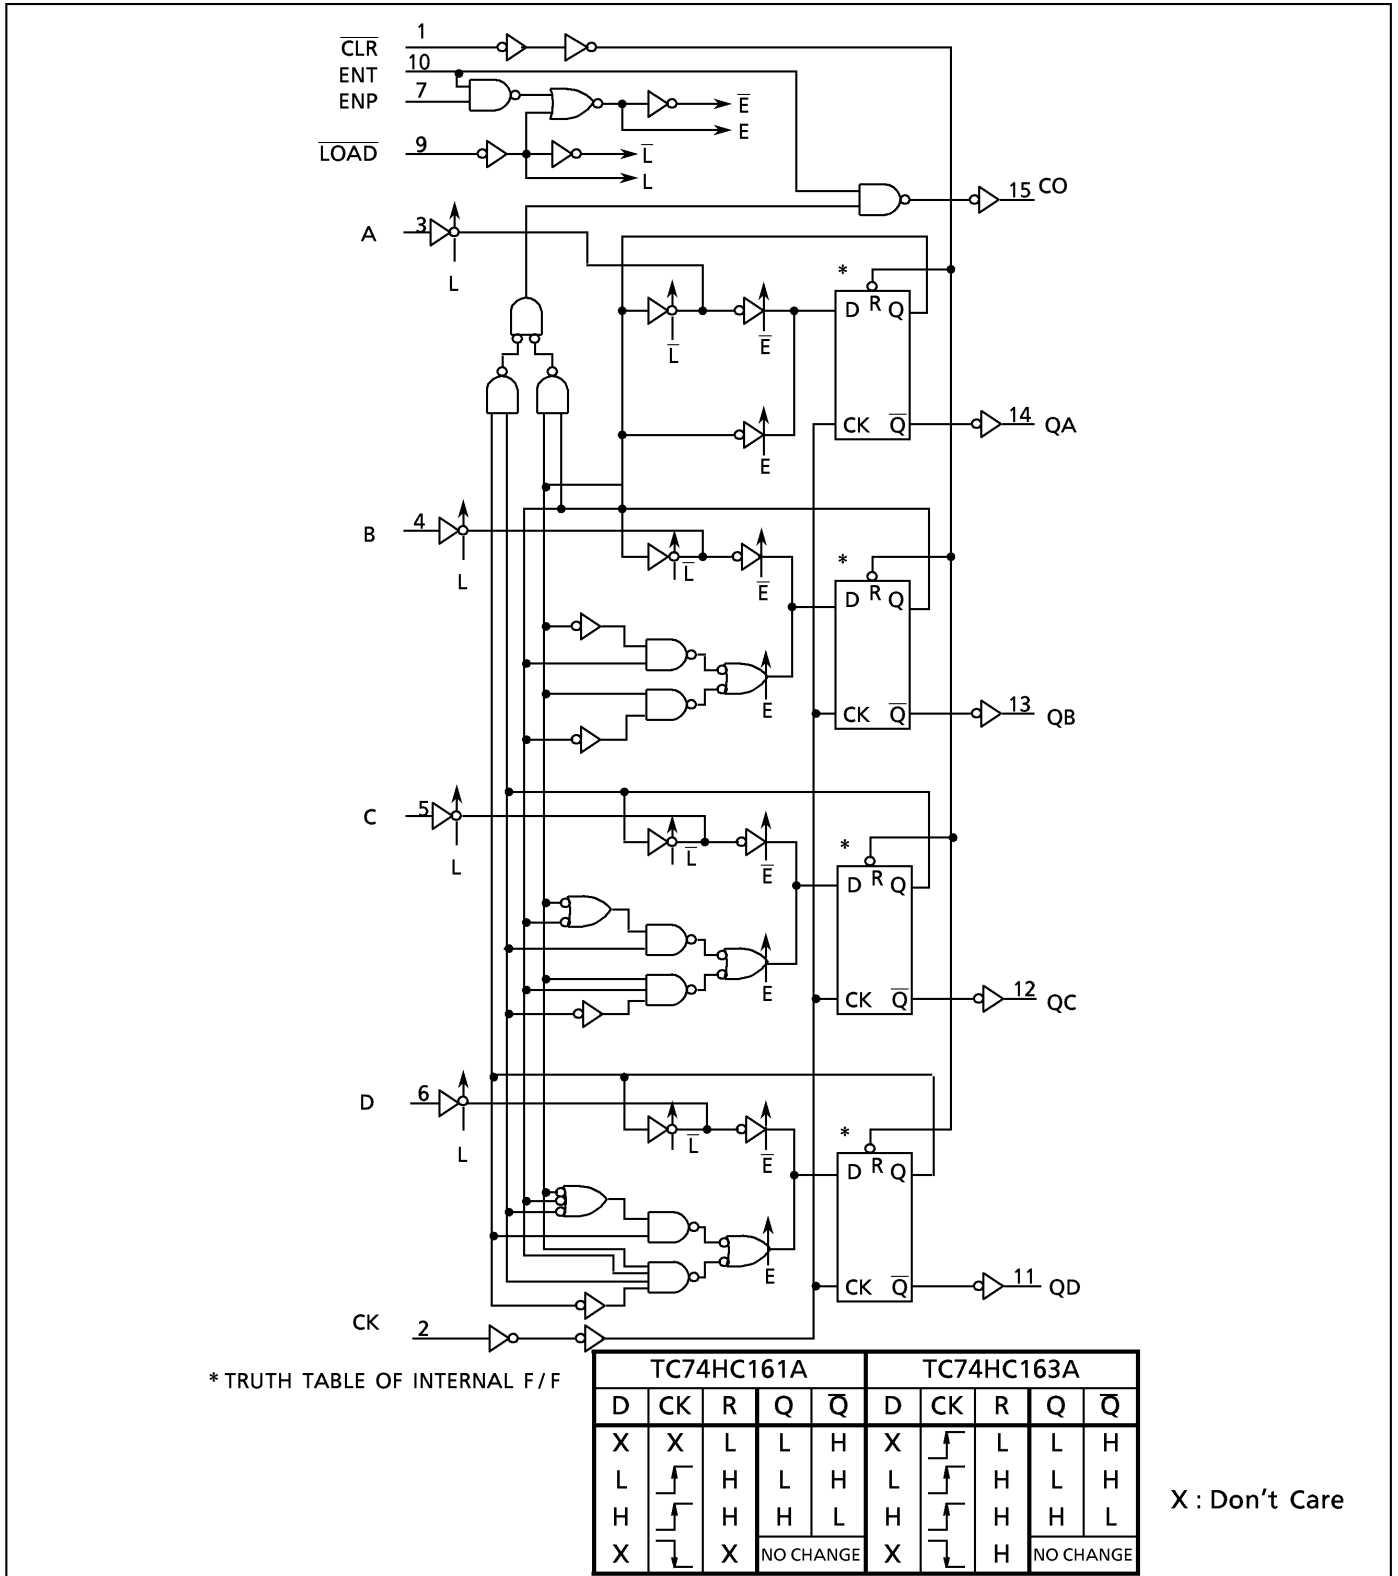 1
C̅L̅R̅
10
ENT
7
ENP
E̅
E
L̅O̅A̅D̅
9
L̅
L
15 CO
A
3
L
*
D R Q
L̅
E̅
CK Q̅
14 QA
E
B
4
L
*
L̅
E̅
D R Q
E
CK Q̅
13 QB
C
5
L
*
L̅
E̅
D R Q
E
CK Q̅
12 QC
D
6
L
*
L̅
E̅
D R Q
E
CK Q̅
11 QD
CK
2
* TRUTH TABLE OF INTERNAL F/F
TC74HC161A TC74HC163A
D CK R Q Q̅ D CK R Q Q̅
X X L L H X L L H
L H L H L H L H
H H H L H H H L
X X NO CHANGE X H NO CHANGE
X : Don't Care